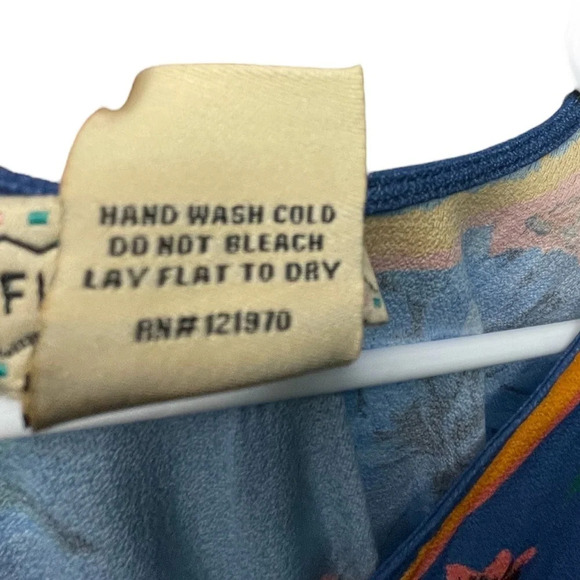 HAND WASH COLD
DO NOT BLEACH
LAY FLAT TO DRY
RN# 121970
F